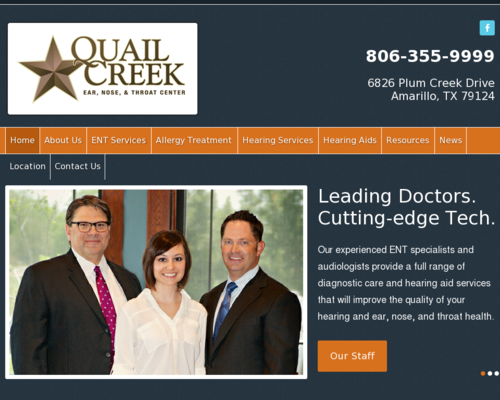 QUAIL
CREEK
EAR, NOSE, & THROAT CENTER
f
806-355-9999
6826 Plum Creek Drive
Amarillo, TX 79124
Home About Us ENT Services Allergy Treatment Hearing Services Hearing Aids Resources News
Location Contact Us
Leading Doctors.
Cutting-edge Tech.
Our experienced ENT specialists and
audiologists provide a full range of
diagnostic care and hearing aid services
that will improve the quality of your
hearing and ear, nose, and throat health.
Our Staff